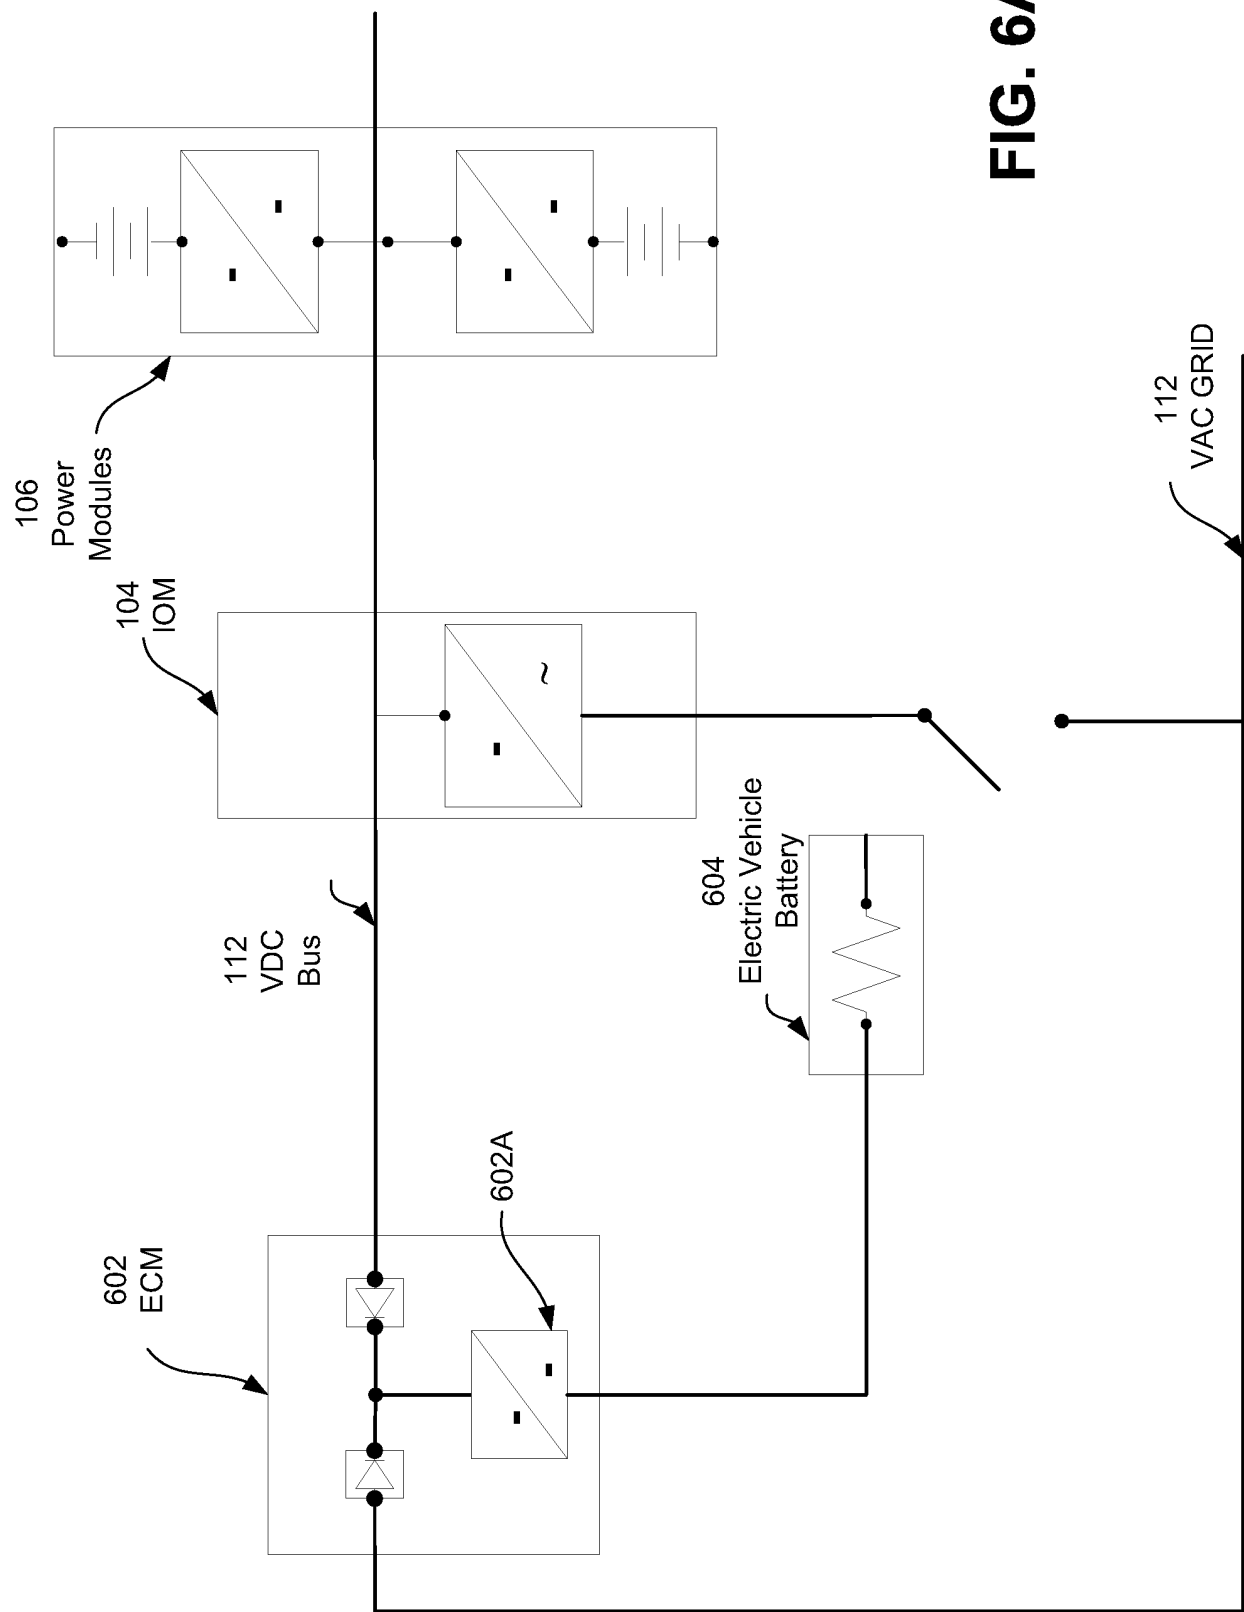 602
ECM
602A
112
VDC
Bus
604
Electric Vehicle
Battery
104
IOM
~
106
Power
Modules
112
VAC GRID
FIG. 6A